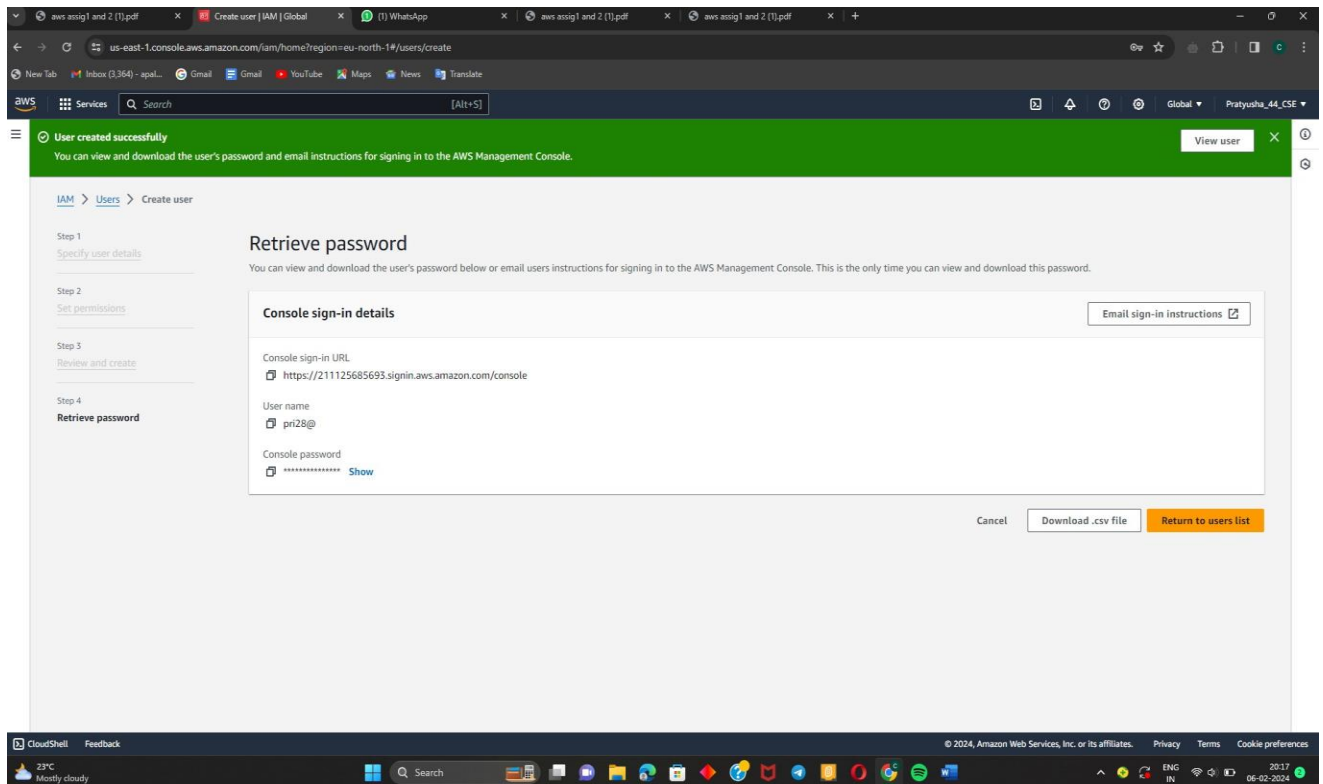 aws assig1 and 2 (1).pdf
Create user | IAM | Global
(1) WhatsApp
aws assig1 and 2 (1).pdf
aws assig1 and 2 (1).pdf
us-east-1.console.aws.amazon.com/iam/home?region=eu-north-1#/users/create
New Tab
Inbox (3,364) - apal...
Gmail
Gmail
YouTube
Maps
News
Translate
aws
Services
Search
[Alt+S]
Global
Pratyusha_44_CSE
User created successfully
You can view and download the user's password and email instructions for signing in to the AWS Management Console.
View user
IAM > Users > Create user
Step 1
Specify user details
Step 2
Set permissions
Step 3
Review and create
Step 4
Retrieve password
Retrieve password
You can view and download the user's password below or email users instructions for signing in to the AWS Management Console. This is the only time you can view and download this password.
Console sign-in details
Email sign-in instructions
Console sign-in URL
https://211125685693.signin.aws.amazon.com/console
User name
pri28@
Console password
*************** Show
Cancel
Download .csv file
Return to users list
CloudShell
Feedback
© 2024, Amazon Web Services, Inc. or its affiliates.
Privacy
Terms
Cookie preferences
23°C
Mostly cloudy
Search
ENG
IN
20:17
06-02-2024